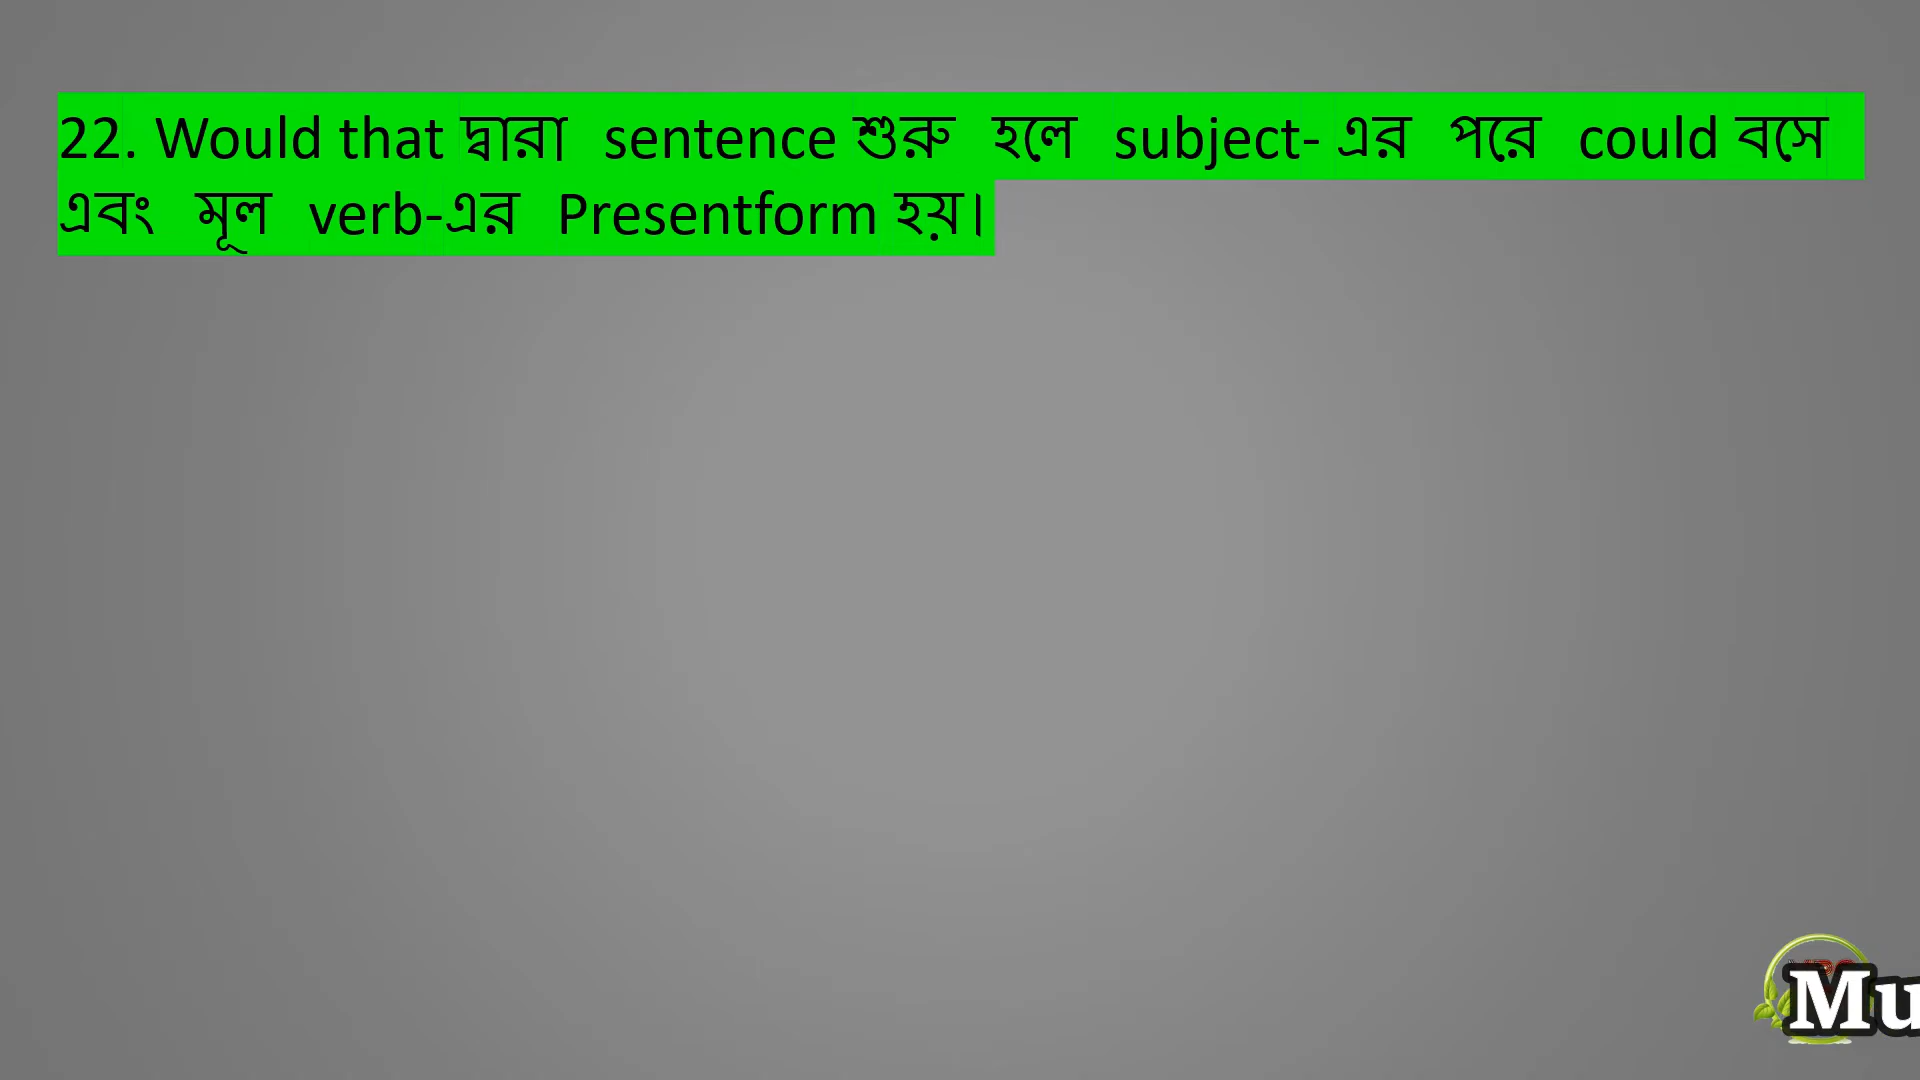 22. Would that দ্বারা sentence শুরু হলে subject- এর পরে could বসে
এবং মূল verb-এর Presentform হয়।
Mu